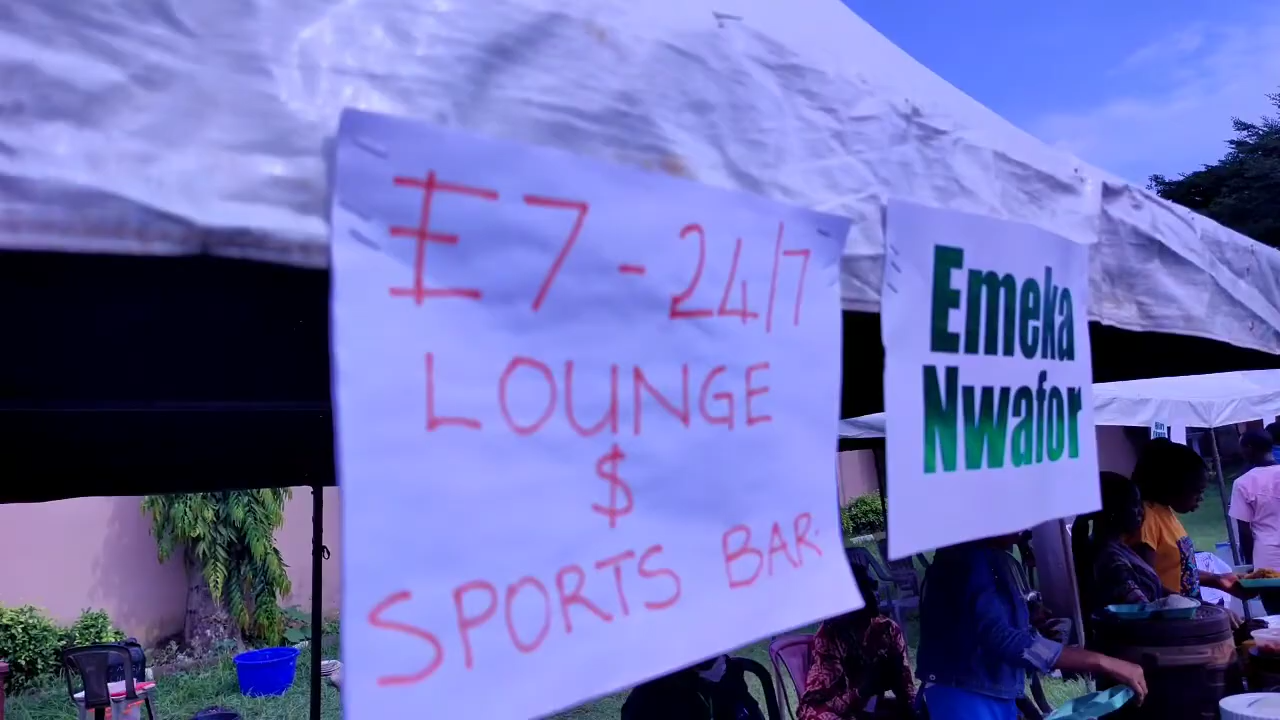 E7 - 24/7
LOUNGE
$
SPORTS BAR.
Emeka
Nwafor